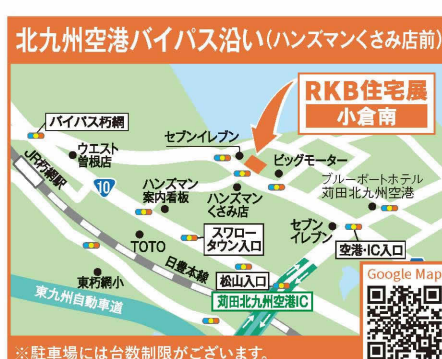 北九州空港バイパス沿い(ハンズマンくさみ店前)
RKB住宅展
小倉南
バイパス朽網
セブンイレブン
ウエスト
曽根店
ビッグモーター
JR朽網駅
10
ハンズマン
案内看板
ハンズマン
くさみ店
ブルーポートホテル
苅田北九州空港
セブン
イレブン
スワロー
タウン入口
TOTO
空港・IC入口
日豊本線
松山入口
東朽網小
苅田北九州空港IC
東九州自動車道
Google Map
※駐車場には台数制限がございます。